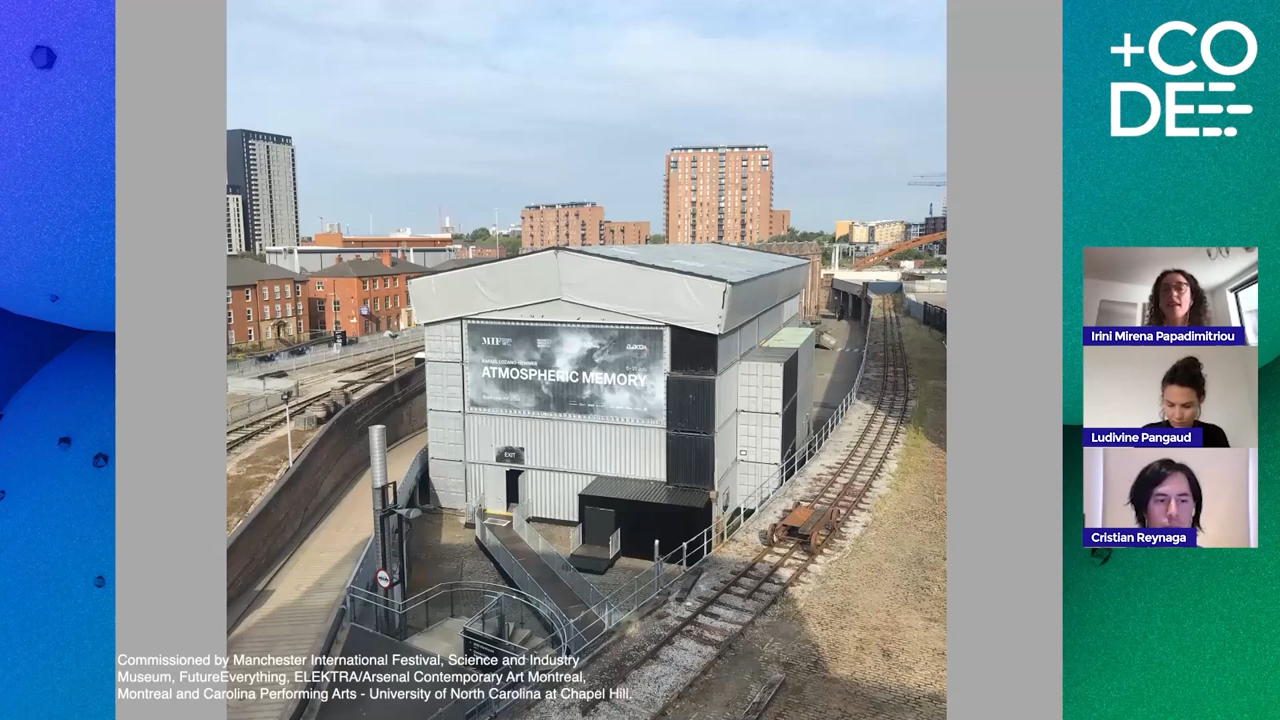 +CO
DE
MIF
RAFAEL LOZANO-HEMMER
ATMOSPHERIC MEMORY
EXIT
Irini Mirena Papadimitriou
Ludivine Pangaud
Cristian Reynaga
Commissioned by Manchester International Festival, Science and Industry
Museum, FutureEverything, ELEKTRA/Arsenal Contemporary Art Montreal,
Montreal and Carolina Performing Arts - University of North Carolina at Chapel Hill.